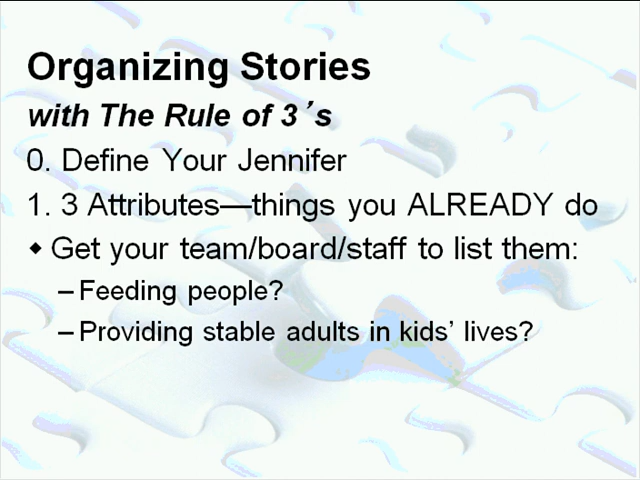 Organizing Stories
with The Rule of 3´s
0. Define Your Jennifer
1. 3 Attributes—things you ALREADY do
◆ Get your team/board/staff to list them:
– Feeding people?
– Providing stable adults in kids’ lives?